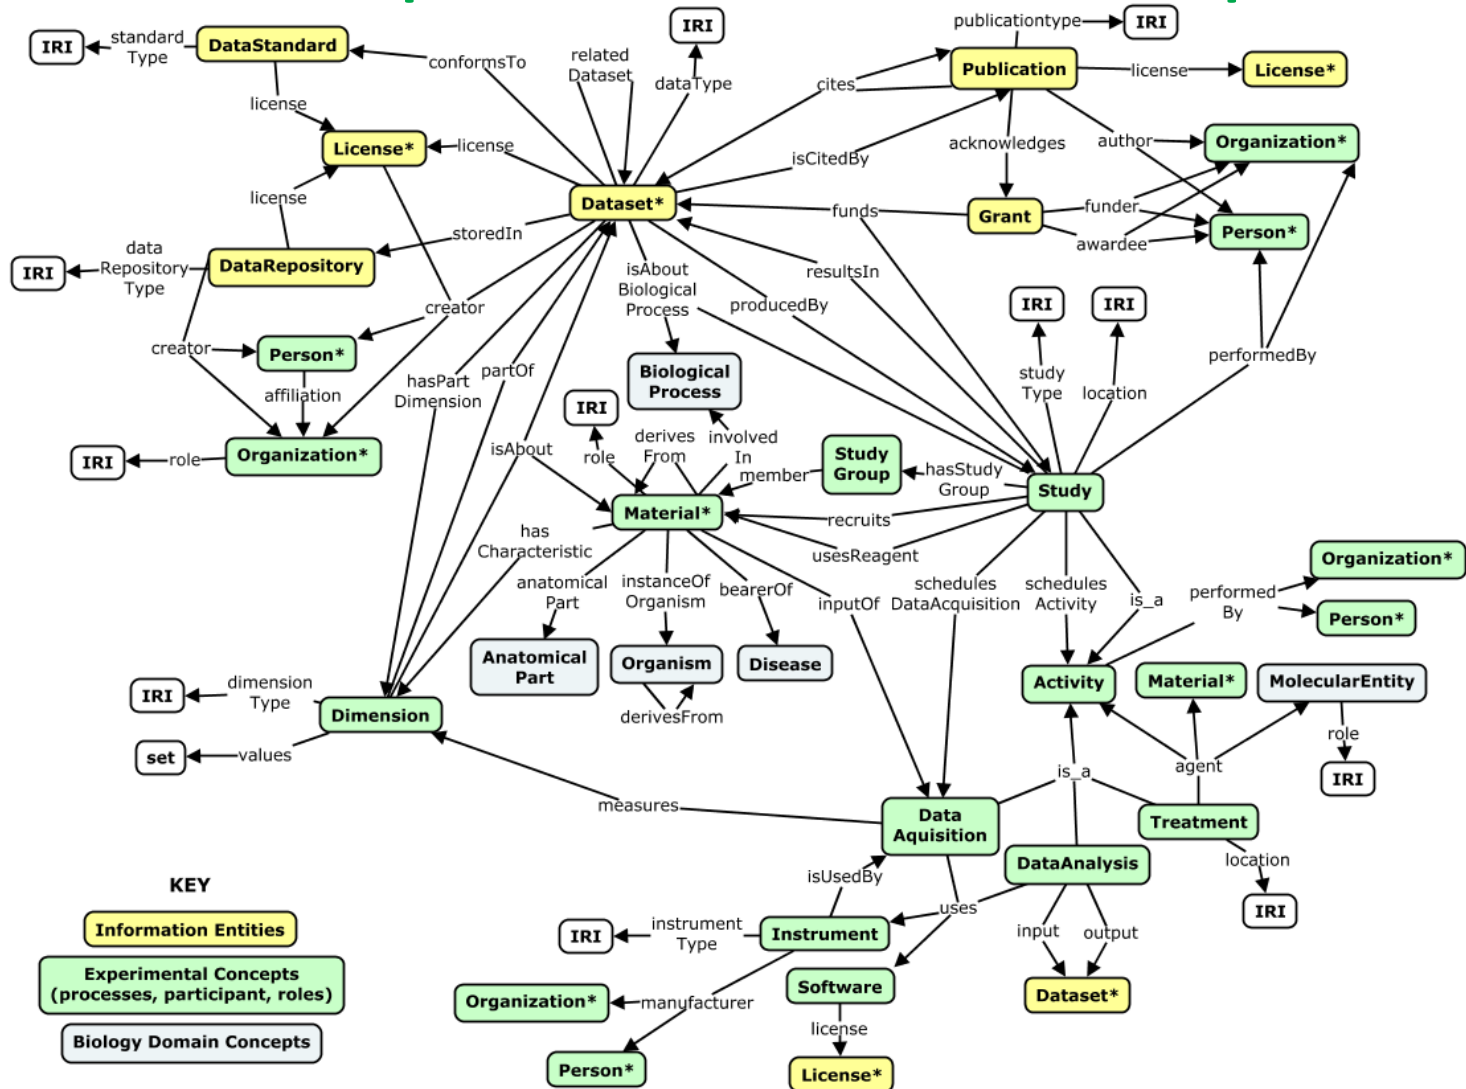 IRI
standard
Type
DataStandard
conformsTo
related
Dataset
IRI
dataType
publicationtype
IRI
cites
Publication
license
License*
license
License*
license
isCitedBy
acknowledges
author
Organization*
license
Dataset*
funds
Grant
funder
awardee
Person*
storedIn
data
Repository
Type
IRI
DataRepository
isAbout
Biological
Process
resultsIn
producedBy
creator
creator
Person*
affiliation
hasPart
Dimension
partOf
Biological
Process
IRI
IRI
study
Type
location
performedBy
IRI
role
Organization*
isAbout
IRI
role
derives
From
involved
In
member
Study
Group
hasStudy
Group
Study
Material*
recruits
usesReagent
has
Characteristic
anatomical
Part
instanceOf
Organism
bearerOf
inputOf
schedules
DataAcquisition
schedules
Activity
is_a
performed
By
Organization*
Person*
Anatomical
Part
Organism
Disease
derivesFrom
Activity
Material*
MolecularEntity
role
IRI
IRI
dimension
Type
Dimension
set
values
measures
is_a
agent
Data
Aquisition
Treatment
location
IRI
DataAnalysis
isUsedBy
uses
input
output
Dataset*
IRI
instrument
Type
Instrument
Organization*
manufacturer
Person*
Software
license
License*
KEY
Information Entities
Experimental Concepts
(processes, participant, roles)
Biology Domain Concepts